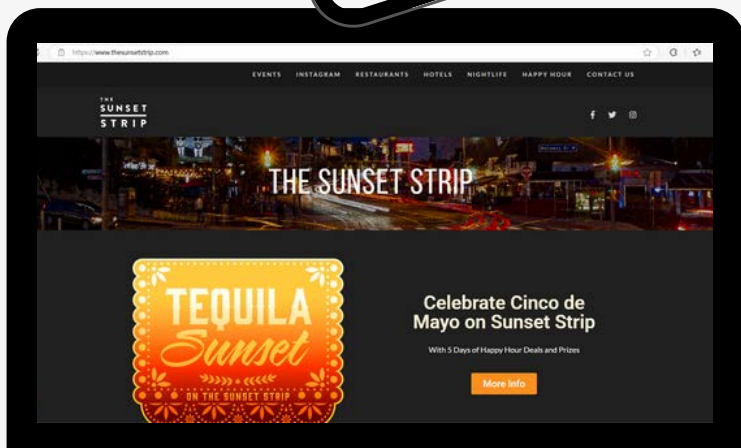 https://www.thesunsetstrip.com
EVENTS INSTAGRAM RESTAURANTS HOTELS NIGHTLIFE HAPPY HOUR CONTACT US
THE
SUNSET
STRIP
THE SUNSET STRIP
TEQUILA
Sunset
ON THE SUNSET STRIP
Celebrate Cinco de
Mayo on Sunset Strip
With 5 Days of Happy Hour Deals and Prizes
More Info